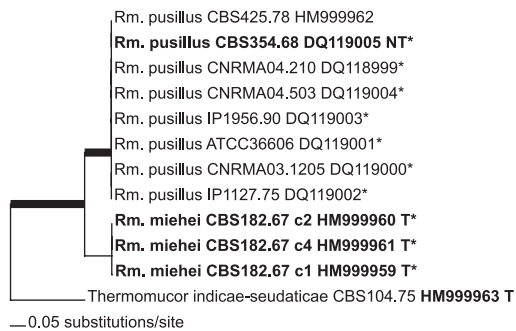 Rm. pusillus CBS425.78 HM999962
Rm. pusillus CBS354.68 DQ119005 NT*
Rm. pusillus CNRMA04.210 DQ118999*
Rm. pusillus CNRMA04.503 DQ119004*
Rm. pusillus IP1956.90 DQ119003*
Rm. pusillus ATCC36606 DQ119001*
Rm. pusillus CNRMA03.1205 DQ119000*
Rm. pusillus IP1127.75 DQ119002*
Rm. miehei CBS182.67 c2 HM999960 T*
Rm. miehei CBS182.67 c4 HM999961 T*
Rm. miehei CBS182.67 c1 HM999959 T*
Thermomucor indicae-seudaticae CBS104.75 HM999963 T
0.05 substitutions/site